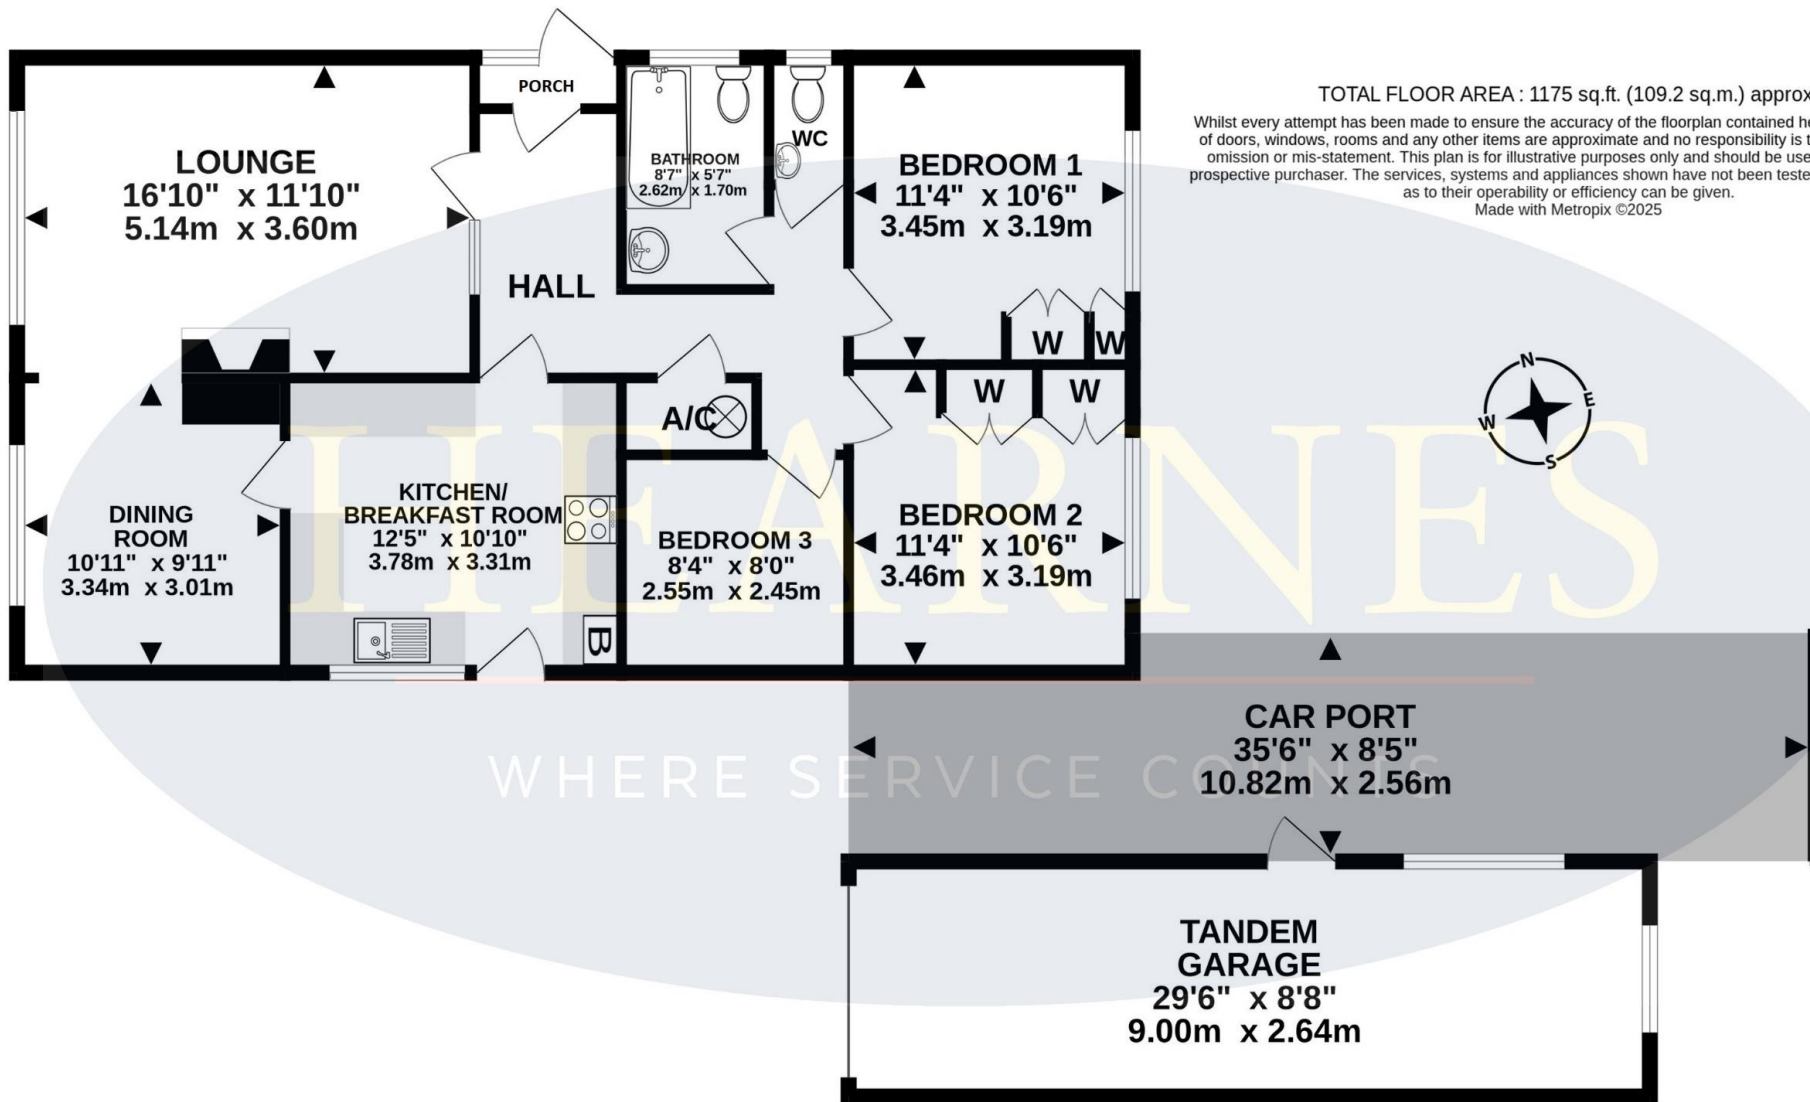 PORCH
TOTAL FLOOR AREA : 1175 sq.ft. (109.2 sq.m.) approx
Whilst every attempt has been made to ensure the accuracy of the floorplan contained he
of doors, windows, rooms and any other items are approximate and no responsibility is t
omission or mis-statement. This plan is for illustrative purposes only and should be use
prospective purchaser. The services, systems and appliances shown have not been teste
as to their operability or efficiency can be given.
Made with Metropix ©2025
LOUNGE
16'10" x 11'10"
5.14m x 3.60m
BATHROOM
8'7" x 5'7"
2.62m x 1.70m
WC
BEDROOM 1
11'4" x 10'6"
3.45m x 3.19m
HALL
W
W
W
W
A/C
N
E
W
S
HEARNES
DINING
ROOM
10'11" x 9'11"
3.34m x 3.01m
KITCHEN/
BREAKFAST ROOM
12'5" x 10'10"
3.78m x 3.31m
B
BEDROOM 3
8'4" x 8'0"
2.55m x 2.45m
BEDROOM 2
11'4" x 10'6"
3.46m x 3.19m
CAR PORT
35'6" x 8'5"
10.82m x 2.56m
WHERE SERVICE COUNTS
TANDEM
GARAGE
29'6" x 8'8"
9.00m x 2.64m